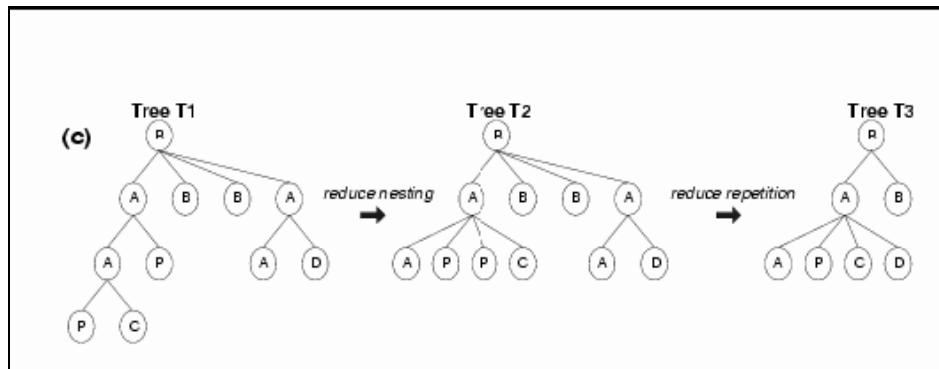 Tree T1 Tree T2 Tree T3
(c) R R R
A B B A reduce nesting A B B A reduce repetition A B
A P A D A P P C A D A P C D
P C